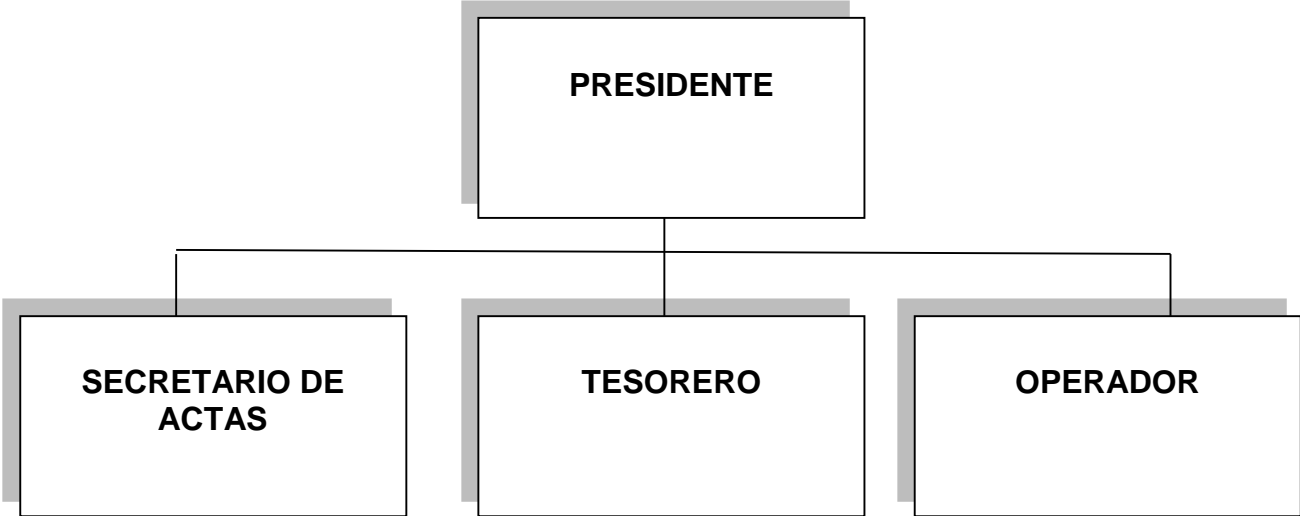 PRESIDENTE
SECRETARIO DE
ACTAS
TESORERO
OPERADOR